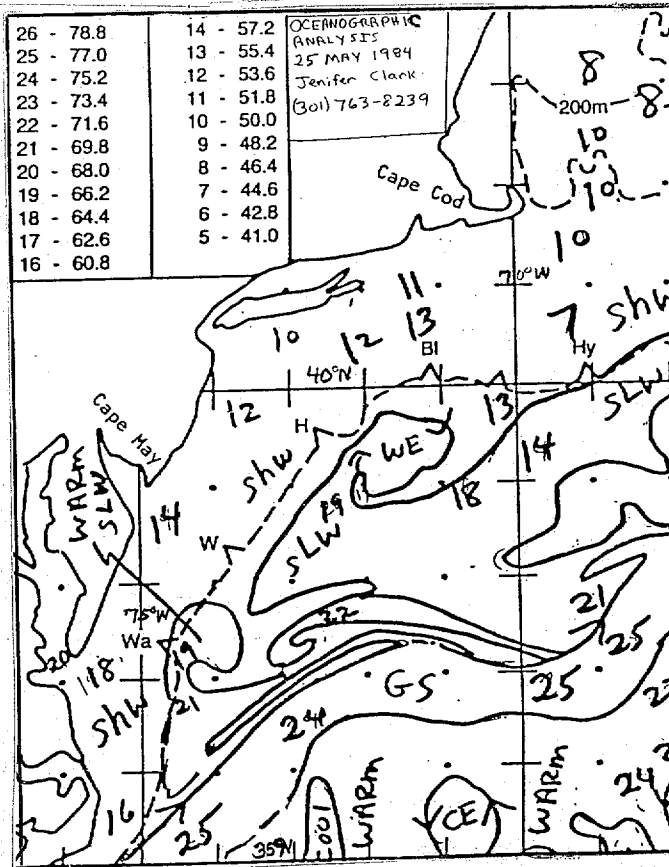 26 - 78.8
25 - 77.0
24 - 75.2
23 - 73.4
22 - 71.6
21 - 69.8
20 - 68.0
19 - 66.2
18 - 64.4
17 - 62.6
16 - 60.8
14 - 57.2
13 - 55.4
12 - 53.6
11 - 51.8
10 - 50.0
9 - 48.2
8 - 46.4
7 - 44.6
6 - 42.8
5 - 41.0
OCEANOGRAPHIC
ANALYSIS
25 MAY 1984
Jenifer Clark
(301) 763-8239
8
200m
8
10
10
Cape Cod
10
70°W
11
13
7
shw
10
12
Bl
Hy
40°N
Cape May
12
13
SLW
H
WE
14
shw
WARm
SLW
18
19
14
SLW
W
75°W
22
21
Wa
25
20
18
GS
25
shw
21
24
WARm
24
16
COOl
WARm
CE
25
35°N